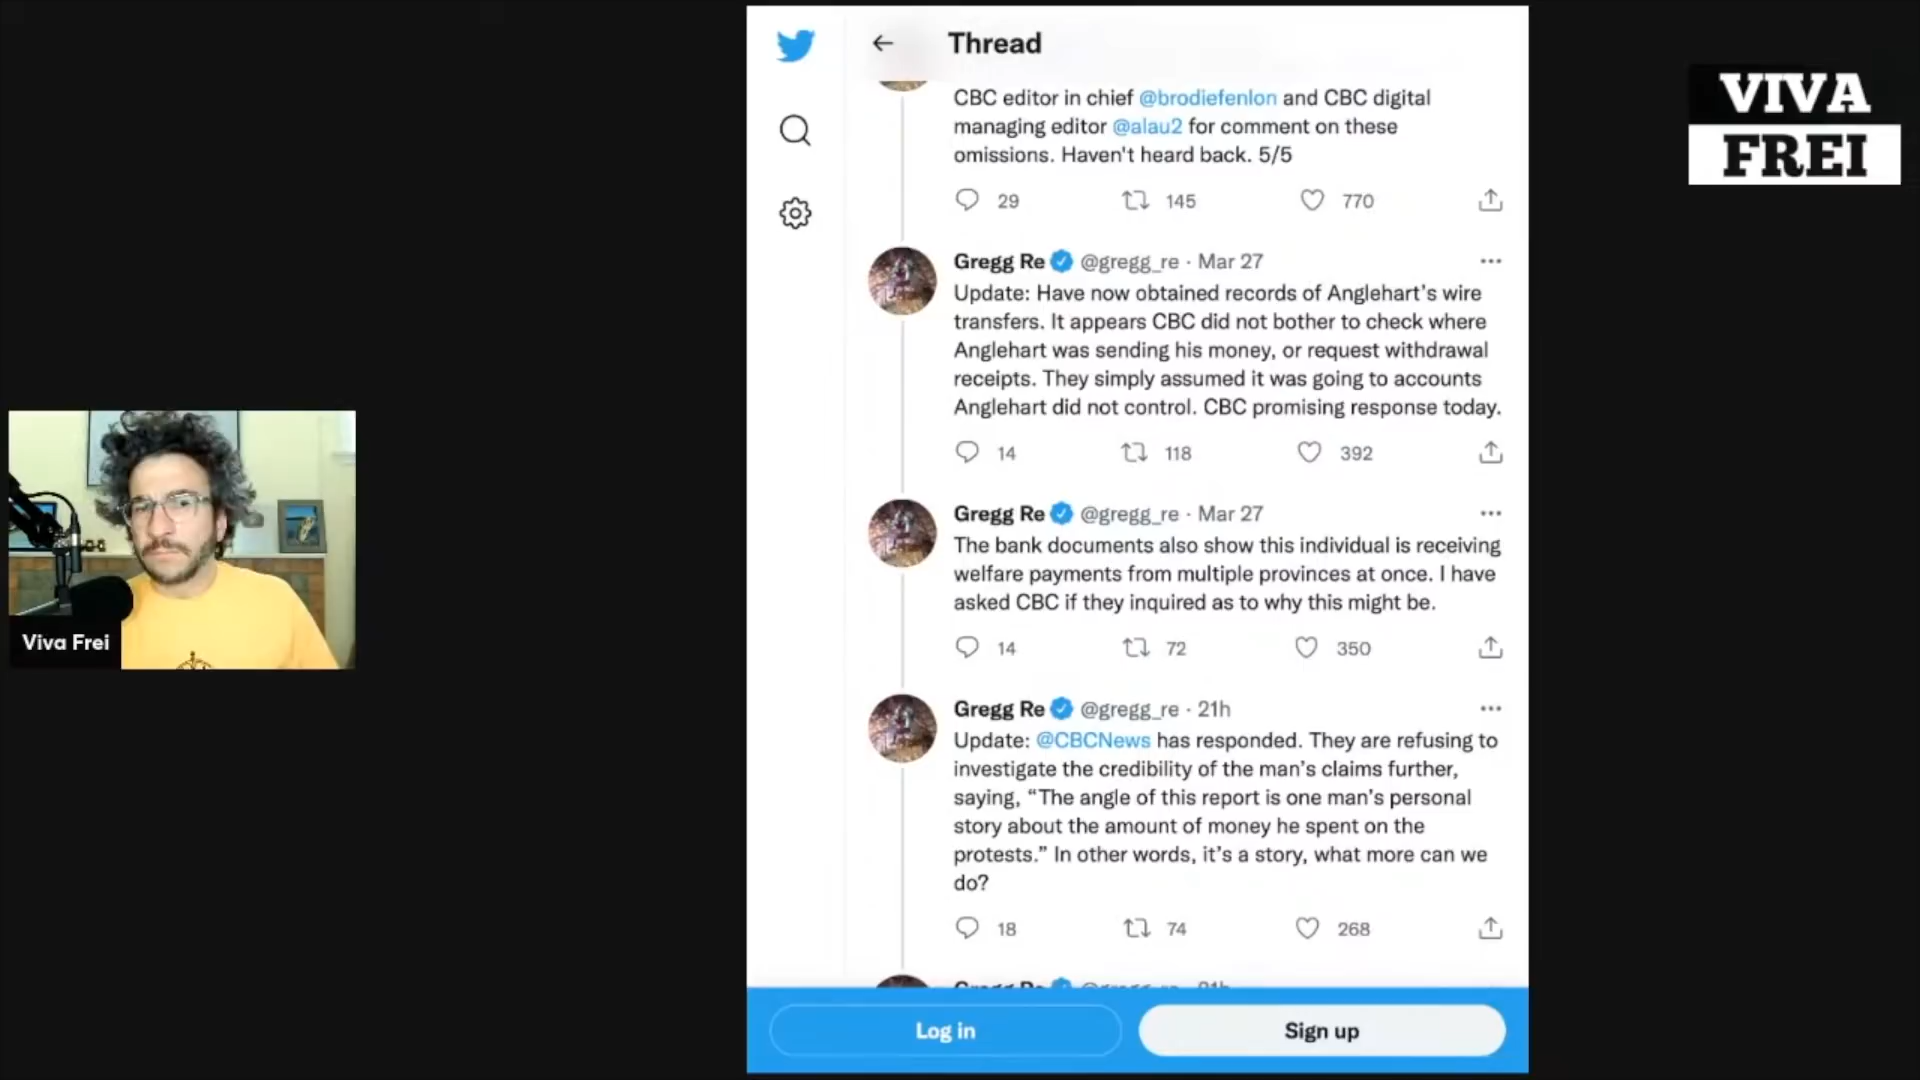 Thread
CBC editor in chief @brodiefenlon and CBC digital
managing editor @alau2 for comment on these
omissions. Haven't heard back. 5/5
29 145 770
Gregg Re @gregg_re · Mar 27
Update: Have now obtained records of Anglehart's wire
transfers. It appears CBC did not bother to check where
Anglehart was sending his money, or request withdrawal
receipts. They simply assumed it was going to accounts
Anglehart did not control. CBC promising response today.
14 118 392
Gregg Re @gregg_re · Mar 27
The bank documents also show this individual is receiving
welfare payments from multiple provinces at once. I have
asked CBC if they inquired as to why this might be.
14 72 350
Gregg Re @gregg_re · 21h
Update: @CBCNews has responded. They are refusing to
investigate the credibility of the man's claims further,
saying, “The angle of this report is one man's personal
story about the amount of money he spent on the
protests.” In other words, it's a story, what more can we
do?
18 74 268
Gregg Re @gregg_re · 21h
Log in
Sign up
VIVA
FREI
Viva Frei